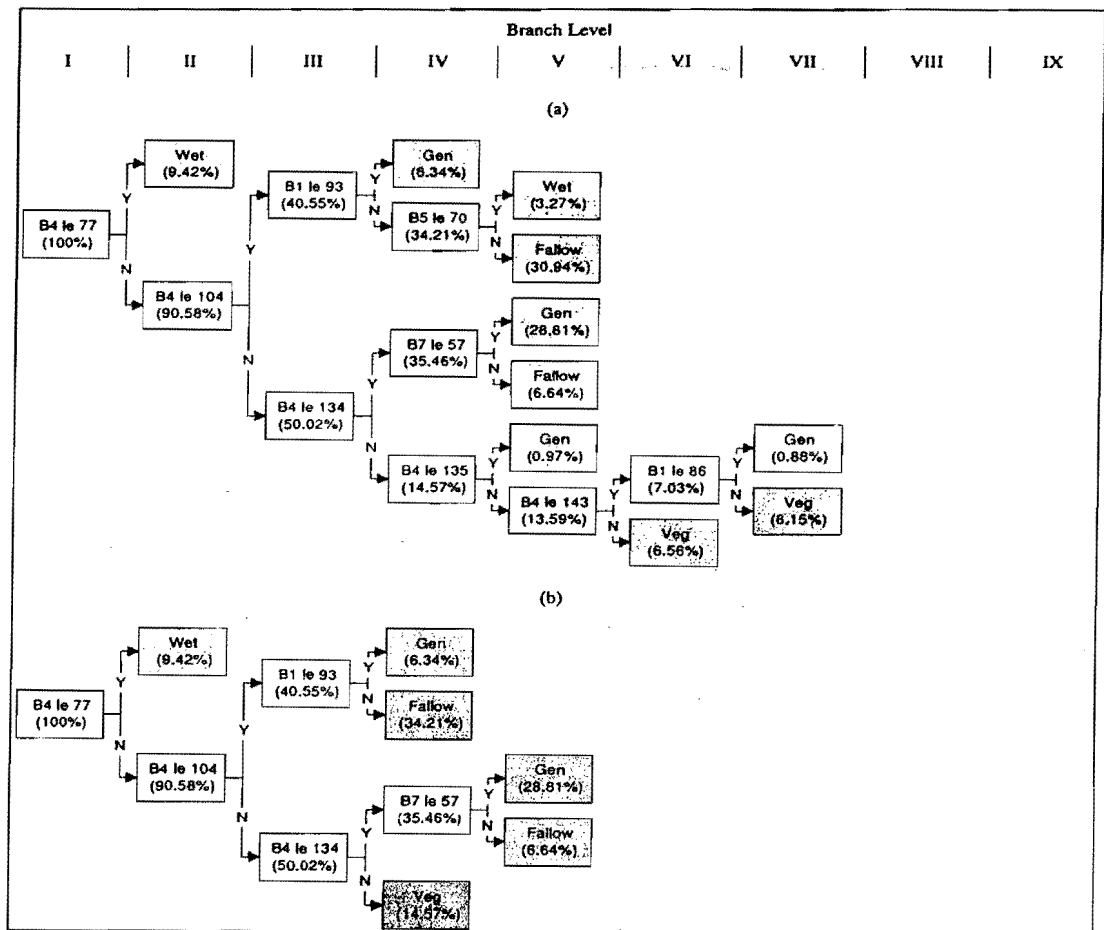 Branch Level
I II III IV V VI VII VIII IX
(a)
Wet
(9.42%)
Gen
(6.34%)
B1 le 93
(40.55%)
Wet
(3.27%)
Y
Y
N
B5 le 70
(34.21%)
Y
N
B4 le 77
(100%)
Y
Fallow
(30.94%)
N
B4 le 104
(90.58%)
Gen
(28.81%)
N
B7 le 57
(35.46%)
Y
N
Y
Fallow
(6.64%)
B4 le 134
(50.02%)
Gen
(0.97%)
Gen
(0.88%)
N
B4 le 135
(14.57%)
Y
N
B1 le 86
(7.03%)
Y
N
B4 le 143
(13.59%)
Y
N
Veg
(6.15%)
Veg
(6.56%)
(b)
Wet
(9.42%)
Gen
(6.34%)
Y
B1 le 93
(40.55%)
Y
N
B4 le 77
(100%)
Y
Fallow
(34.21%)
N
B4 le 104
(90.58%)
Gen
(28.81%)
N
B7 le 57
(35.46%)
Y
N
Y
Fallow
(6.64%)
B4 le 134
(50.02%)
N
Veg
(14.57%)